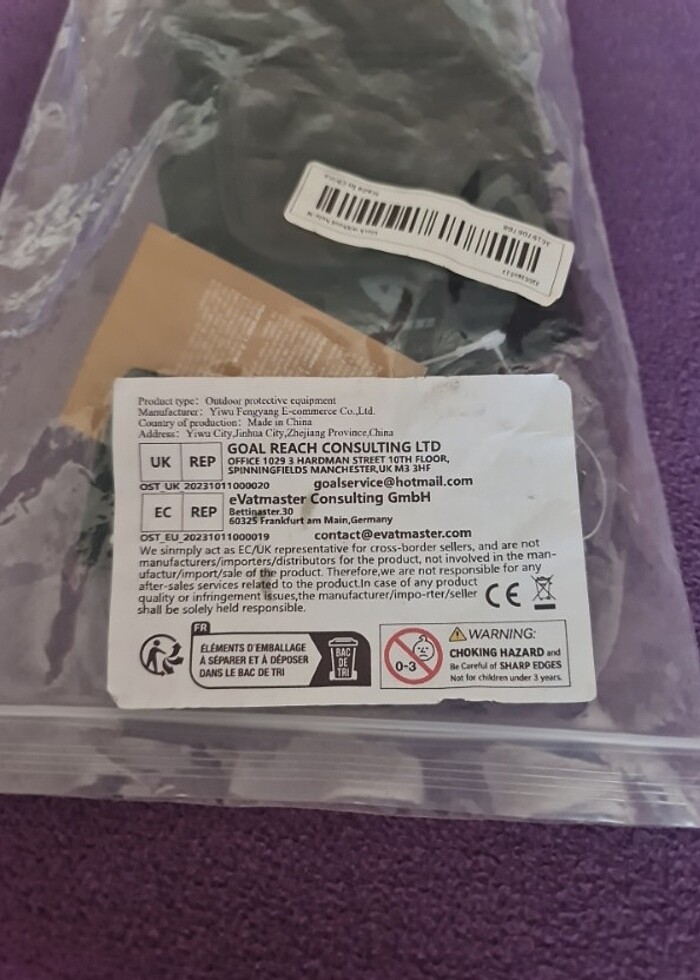 Made in China
Product type: Outdoor protective equipment
Manufacturer: Yiwu Fengyang E-commerce Co.,Ltd.
Country of production: Made in China
Address: Yiwu City,Jinhua City,Zhejiang Province,China
UK REP
GOAL REACH CONSULTING LTD
OFFICE 1029 3 HARDMAN STREET 10TH FLOOR,
SPINNINGFIELDS MANCHESTER,UK M3 3HF
OST_UK_20231011000020 goalservice@hotmail.com
EC REP
eVatmaster Consulting GmbH
Bettinaster.30
60325 Frankfurt am Main,Germany
OST_EU_20231011000019 contact@evatmaster.com
We sinmply act as EC/UK representative for cross-border sellers, and are not
manufacturers/importers/distributors for the product, not involved in the man-
ufactur/import/sale of the product. Therefore,we are not responsible for any
after-sales services related to the product.In case of any product
quality or infringement issues,the manufacturer/impo-rter/seller
shall be solely held responsible.
CE
FR
ÉLÉMENTS D'EMBALLAGE
À SÉPARER ET À DÉPOSER
DANS LE BAC DE TRI
BAC
DE
TRI
0-3
WARNING:
CHOKING HAZARD and
Be Careful of SHARP EDGES
Not for children under 3 years.